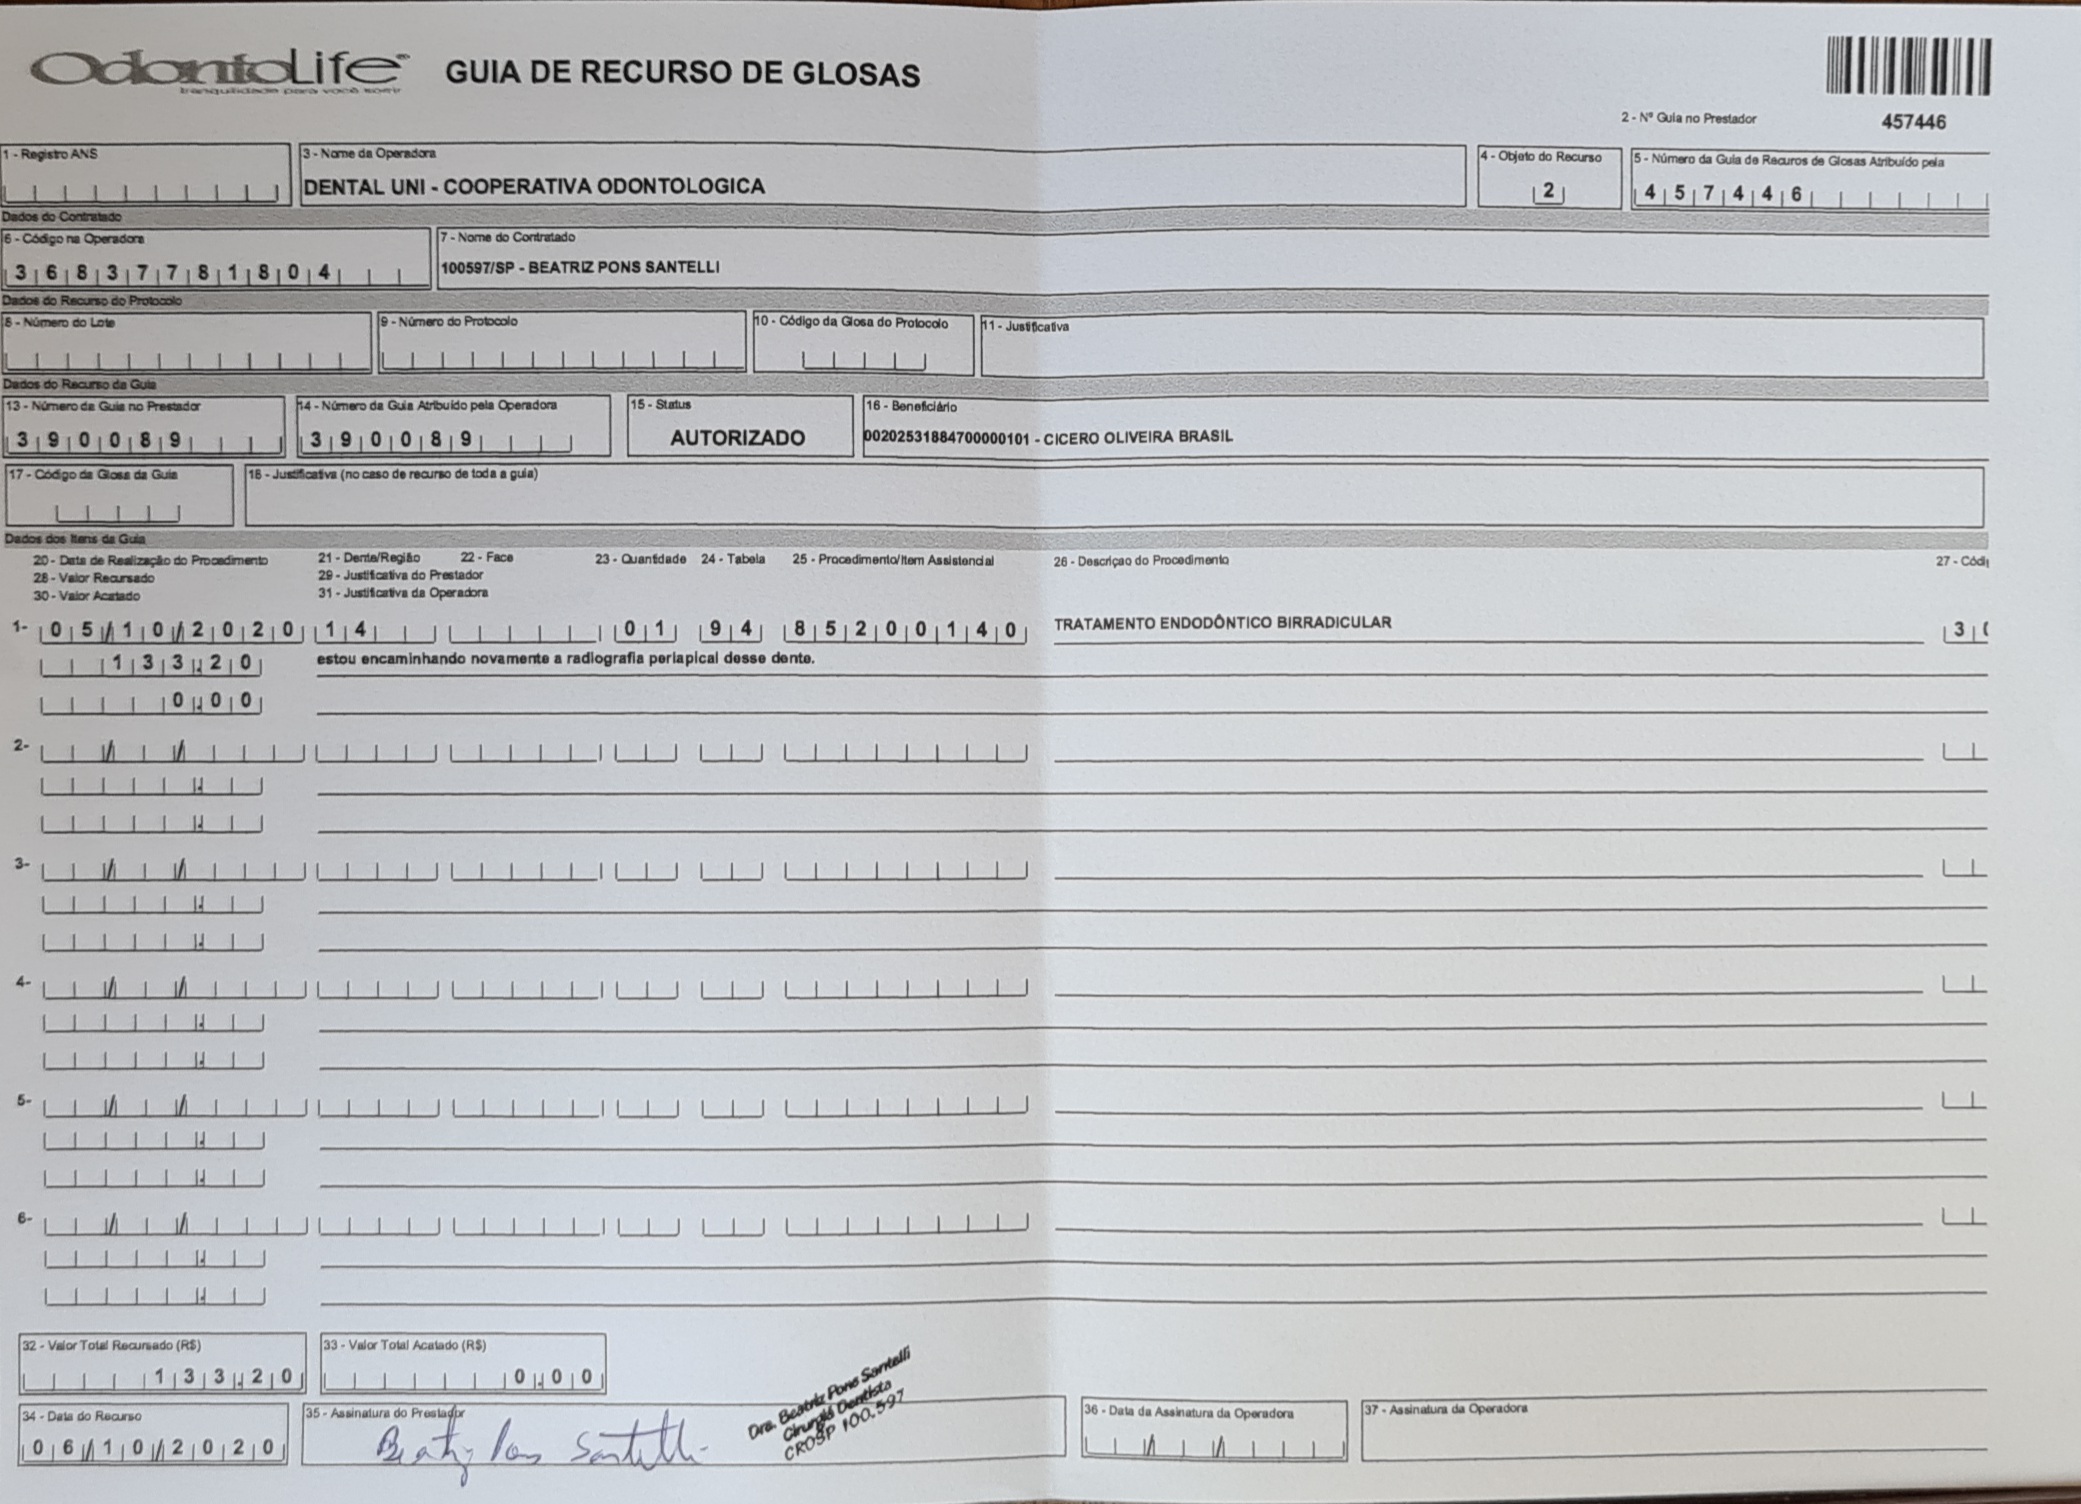 OdontoLife®
tranquilidade para você sorrir
GUIA DE RECURSO DE GLOSAS
2 - Nº Guia no Prestador 457446
1 - Registro ANS
3 - Nome da Operadora
DENTAL UNI - COOPERATIVA ODONTOLOGICA
4 - Objeto do Recurso
2
5 - Número da Guia de Recuros de Glosas Atribuído pela
457446
Dados do Contratado
6 - Código na Operadora
36837781804
7 - Nome do Contratado
100597/SP - BEATRIZ PONS SANTELLI
Dados do Recurso do Protocolo
8 - Número do Lote
9 - Número do Protocolo
10 - Código da Glosa do Protocolo
11 - Justificativa
Dados do Recurso da Guia
13 - Número da Guia no Prestador
390089
14 - Número da Guia Atribuído pela Operadora
390089
15 - Status
AUTORIZADO
16 - Beneficiário
00202531884700000101 - CICERO OLIVEIRA BRASIL
17 - Código da Glosa da Guia
18 - Justificativa (no caso de recurso de toda a guia)
Dados dos Itens da Guia
20 - Data de Realização do Procedimento 21 - Dente/Região 22 - Face 23 - Quantidade 24 - Tabela 25 - Procedimento/Item Assistencial 26 - Descriçao do Procedimento 27 - Códi
28 - Valor Recursado 29 - Justificativa do Prestador
30 - Valor Acatado 31 - Justificativa da Operadora
1- 05/10/2020 14 01 94 85200140 TRATAMENTO ENDODÔNTICO BIRRADICULAR 3
133.20 estou encaminhando novamente a radiografia periapical desse dente.
0.00
2-
3-
4-
5-
6-
32 - Valor Total Recursado (R$)
133.20
33 - Valor Total Acatado (R$)
0.00
34 - Data do Recurso
06/10/2020
35 - Assinatura do Prestador
Beatriz Pons Santelli
Dra. Beatriz Pons Santelli
Cirurgiã Dentista
CROSP 100.597
36 - Data da Assinatura da Operadora
37 - Assinatura da Operadora